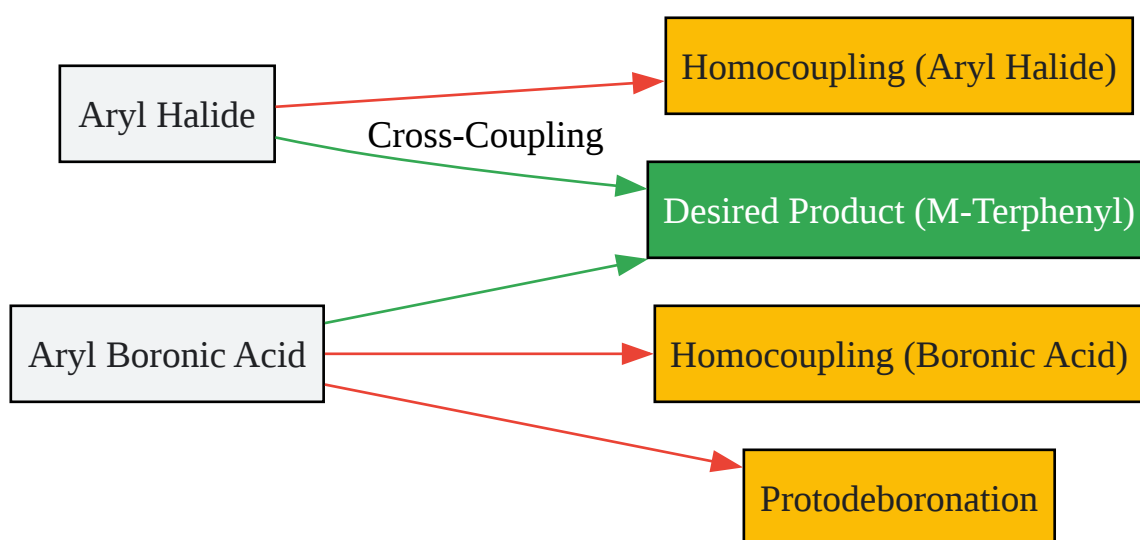 Homocoupling (Aryl Halide)
Aryl Halide
Cross-Coupling
Desired Product (M-Terphenyl)
Aryl Boronic Acid
Homocoupling (Boronic Acid)
Protodeboronation